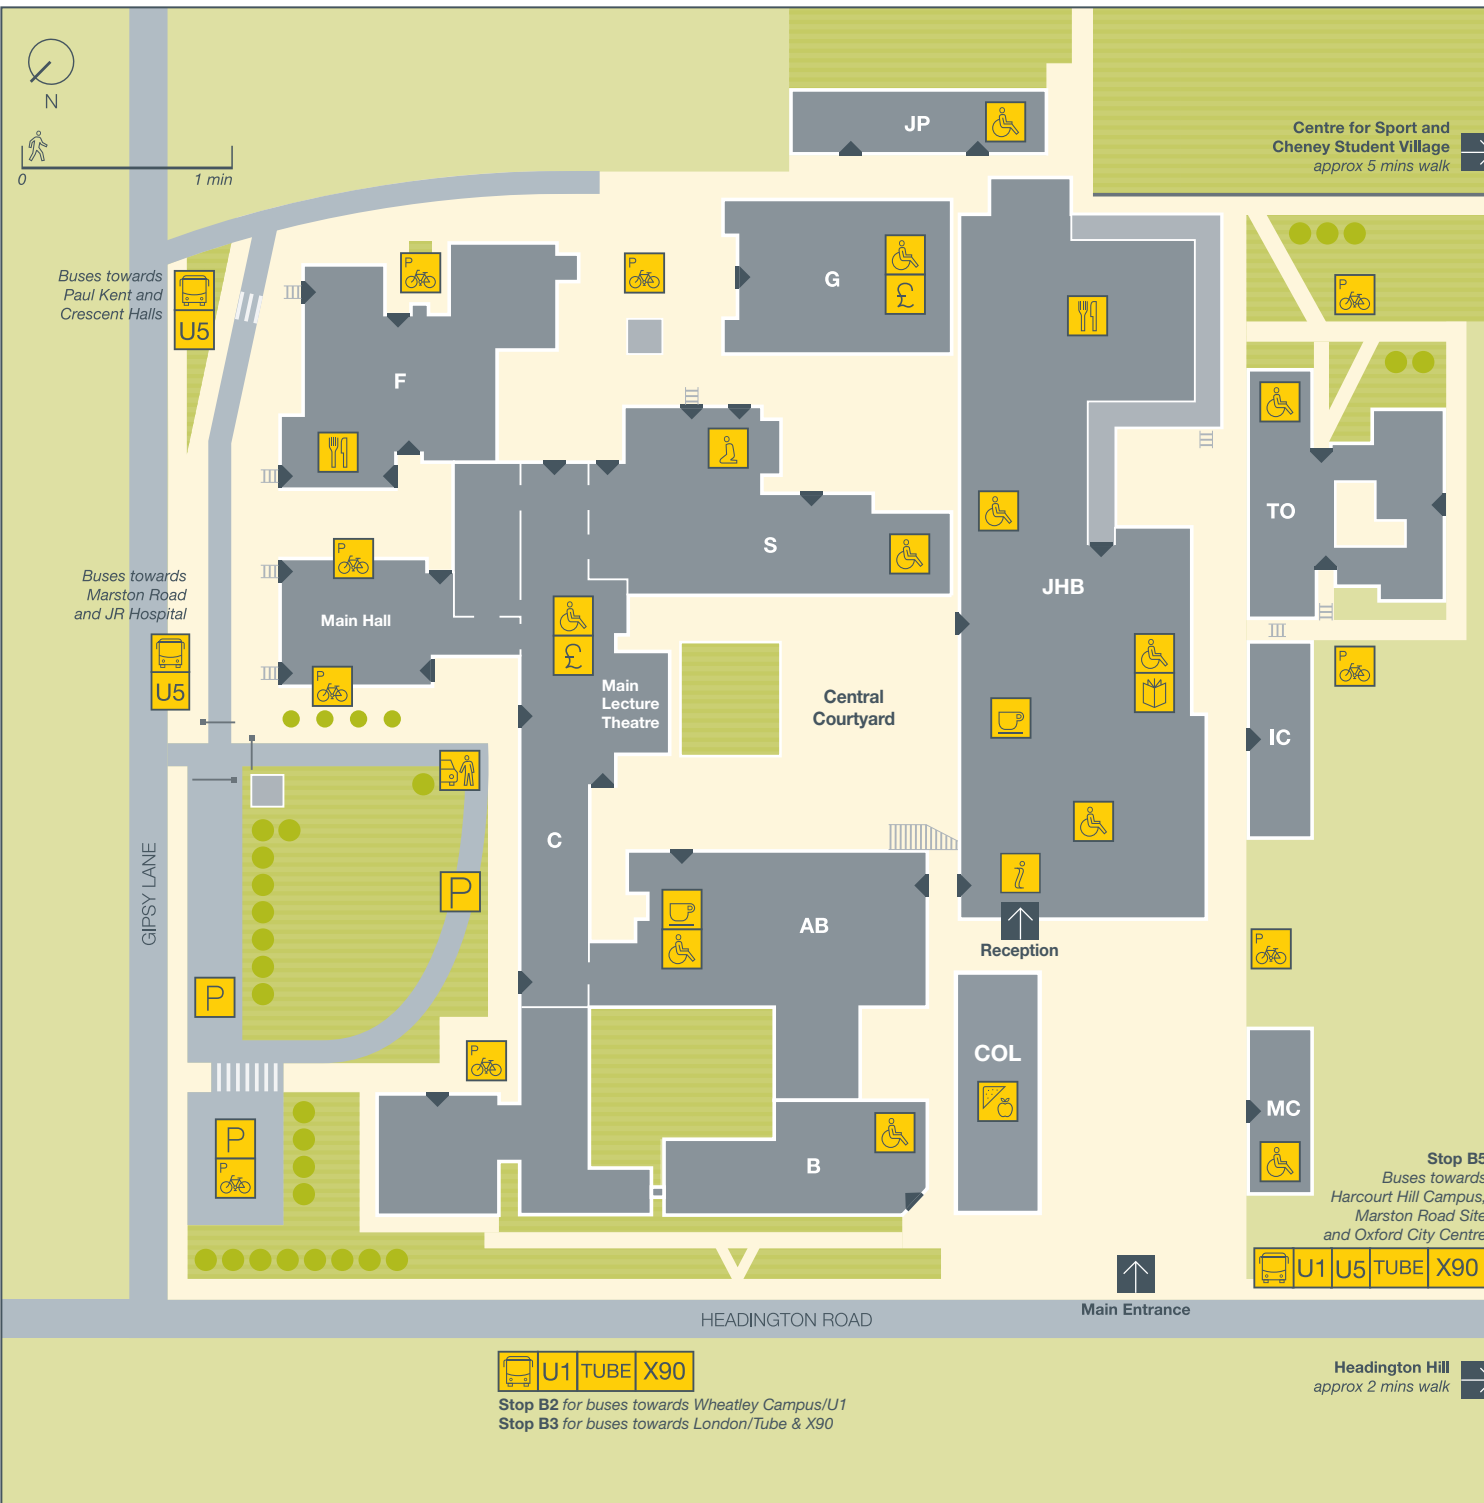 N
0
1 min
JP
Centre for Sport and
Cheney Student Village
approx 5 mins walk
Buses towards
Paul Kent and
Crescent Halls
U5
P
P
G
£
P
F
TO
S
P
Buses towards
Marston Road
and JR Hospital
U5
Main Hall
P
£
JHB
Main
Lecture
Theatre
Central
Courtyard
P
IC
C
GIPSY LANE
P
P
i
AB
Reception
P
P
COL
MC
P
P
B
Stop B5
Buses towards
Harcourt Hill Campus,
Marston Road Site
and Oxford City Centre
U1 U5 TUBE X90
Main Entrance
HEADINGTON ROAD
U1 TUBE X90
Stop B2 for buses towards Wheatley Campus/U1
Stop B3 for buses towards London/Tube & X90
Headington Hill
approx 2 mins walk